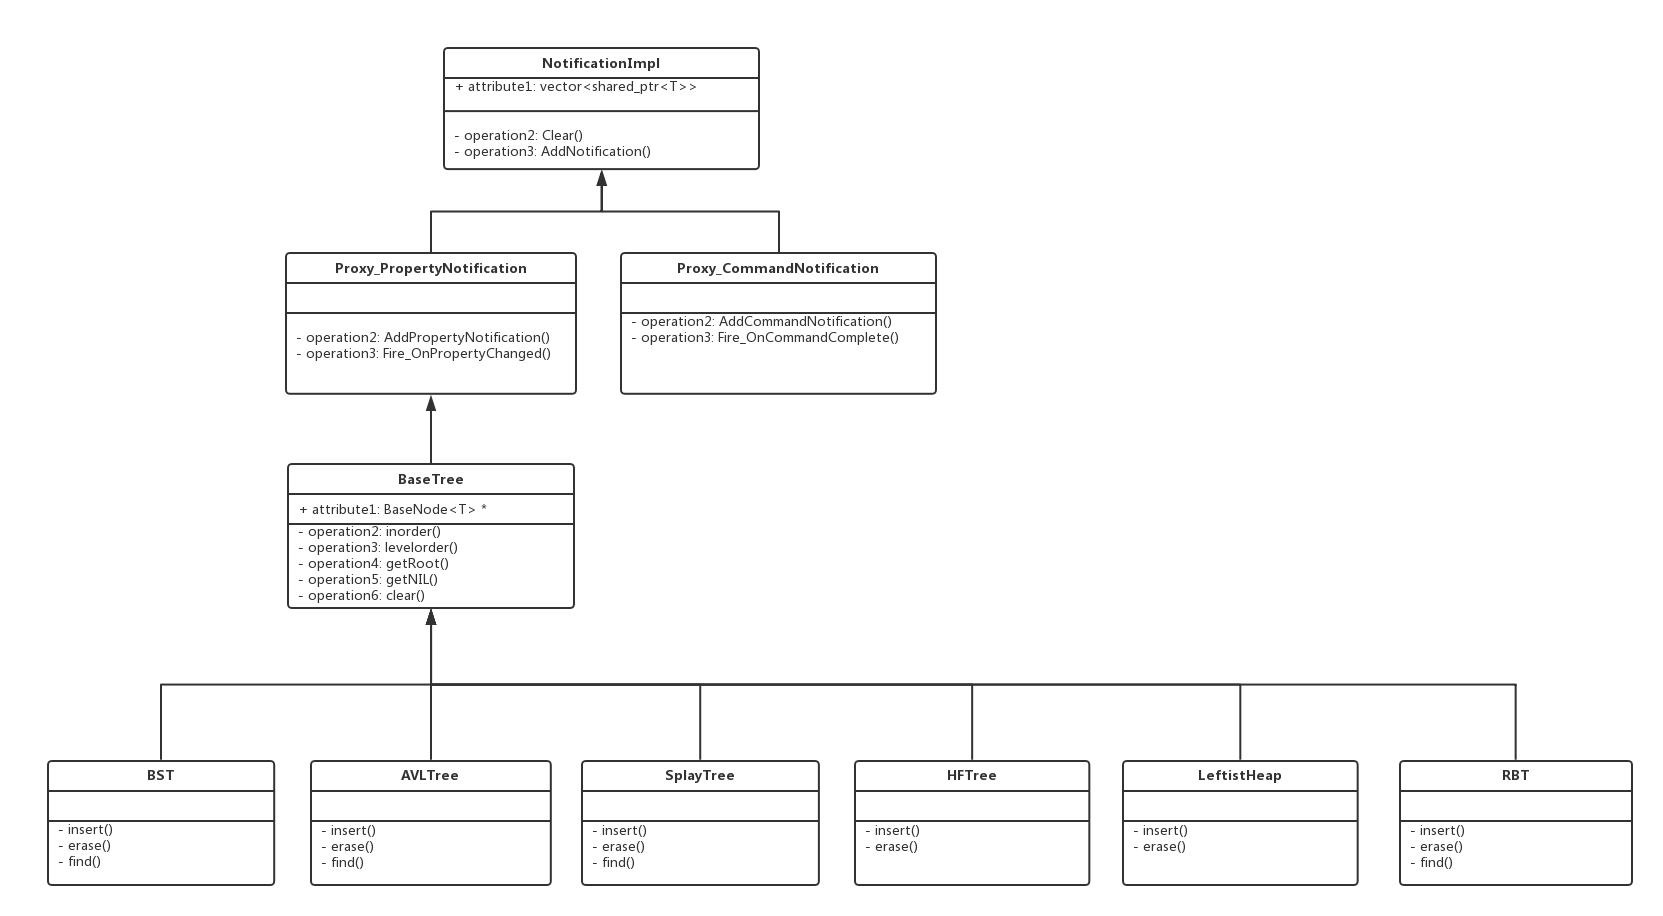 NotificationImpl
+ attribute1: vector<shared_ptr<T>>
- operation2: Clear()
- operation3: AddNotification()
Proxy_PropertyNotification
- operation2: AddPropertyNotification()
- operation3: Fire_OnPropertyChanged()
Proxy_CommandNotification
- operation2: AddCommandNotification()
- operation3: Fire_OnCommandComplete()
BaseTree
+ attribute1: BaseNode<T> *
- operation2: inorder()
- operation3: levelorder()
- operation4: getRoot()
- operation5: getNIL()
- operation6: clear()
BST
- insert()
- erase()
- find()
AVLTree
- insert()
- erase()
- find()
SplayTree
- insert()
- erase()
- find()
HFTree
- insert()
- erase()
LeftistHeap
- insert()
- erase()
RBT
- insert()
- erase()
- find()